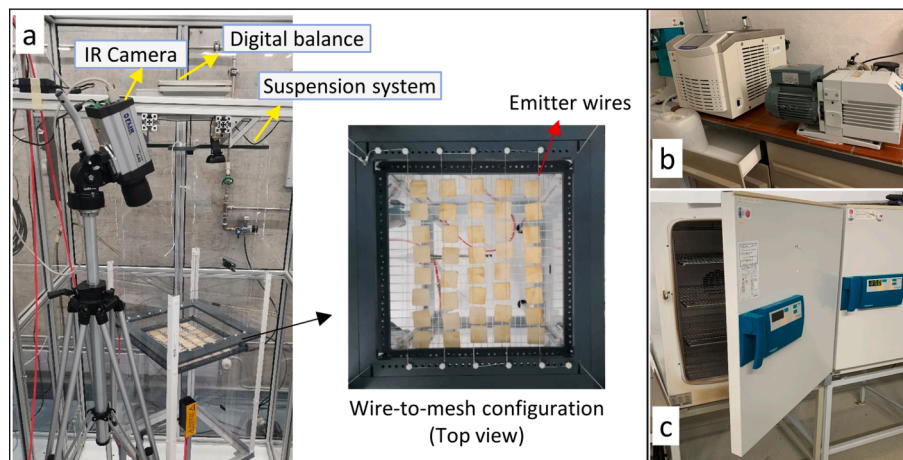 a
IR Camera
Digital balance
Suspension system
Emitter wires
Wire-to-mesh configuration
(Top view)
b
c